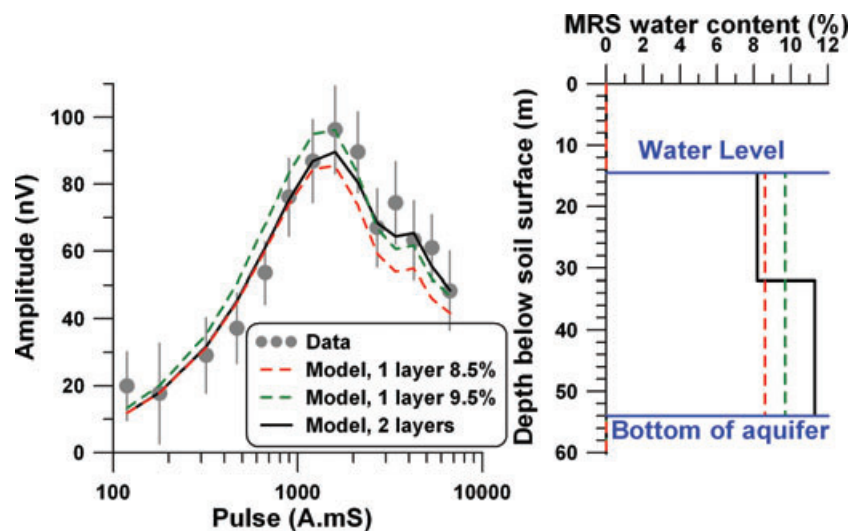 MRS water content (%)
0 2 4 6 8 10 12
Amplitude (nV)
100
80
60
40
20
0
100 1000 10000
Pulse (A.mS)
Data
Model, 1 layer 8.5%
Model, 1 layer 9.5%
Model, 2 layers
Depth below soil surface (m)
0
10
20
30
40
50
60
Water Level
Bottom of aquifer